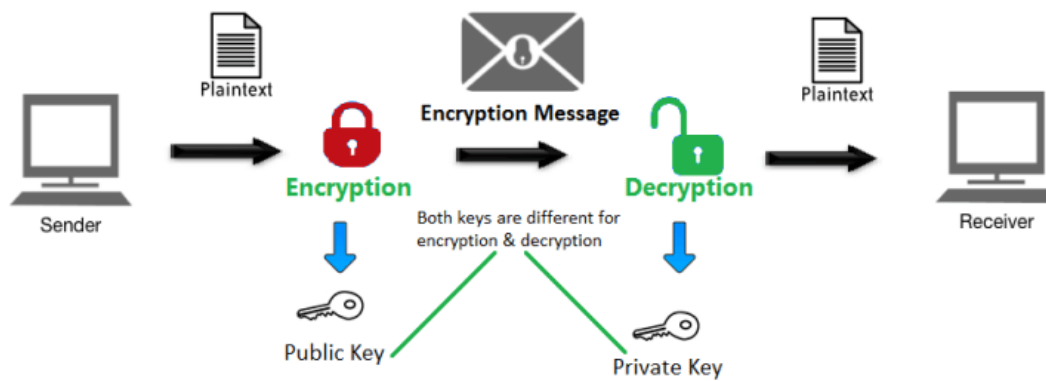 Plaintext
Plaintext
Encryption Message
Encryption
Decryption
Sender
Receiver
Both keys are different for
encryption & decryption
Public Key
Private Key